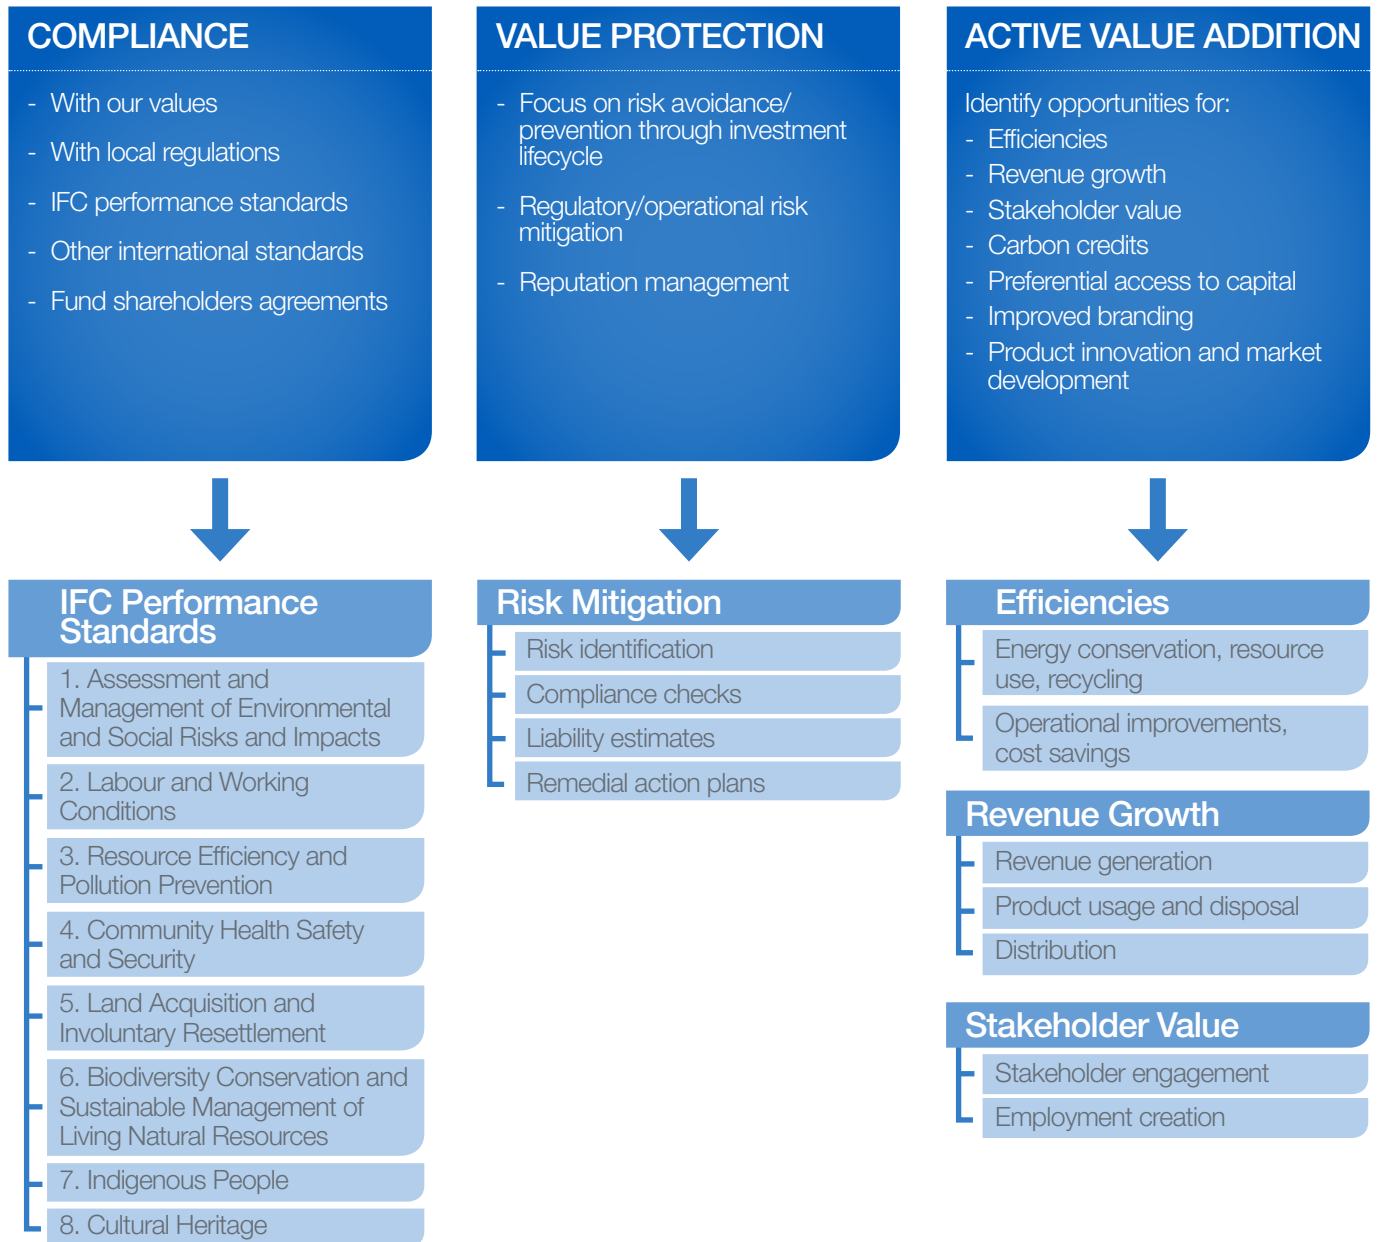 COMPLIANCE
- With our values
- With local regulations
- IFC performance standards
- Other international standards
- Fund shareholders agreements
VALUE PROTECTION
- Focus on risk avoidance/
prevention through investment
lifecycle
- Regulatory/operational risk
mitigation
- Reputation management
ACTIVE VALUE ADDITION
Identify opportunities for:
- Efficiencies
- Revenue growth
- Stakeholder value
- Carbon credits
- Preferential access to capital
- Improved branding
- Product innovation and market
development
IFC Performance
Standards
1. Assessment and
Management of Environmental
and Social Risks and Impacts
2. Labour and Working
Conditions
3. Resource Efficiency and
Pollution Prevention
4. Community Health Safety
and Security
5. Land Acquisition and
Involuntary Resettlement
6. Biodiversity Conservation and
Sustainable Management of
Living Natural Resources
7. Indigenous People
8. Cultural Heritage
Risk Mitigation
Risk identification
Compliance checks
Liability estimates
Remedial action plans
Efficiencies
Energy conservation, resource
use, recycling
Operational improvements,
cost savings
Revenue Growth
Revenue generation
Product usage and disposal
Distribution
Stakeholder Value
Stakeholder engagement
Employment creation